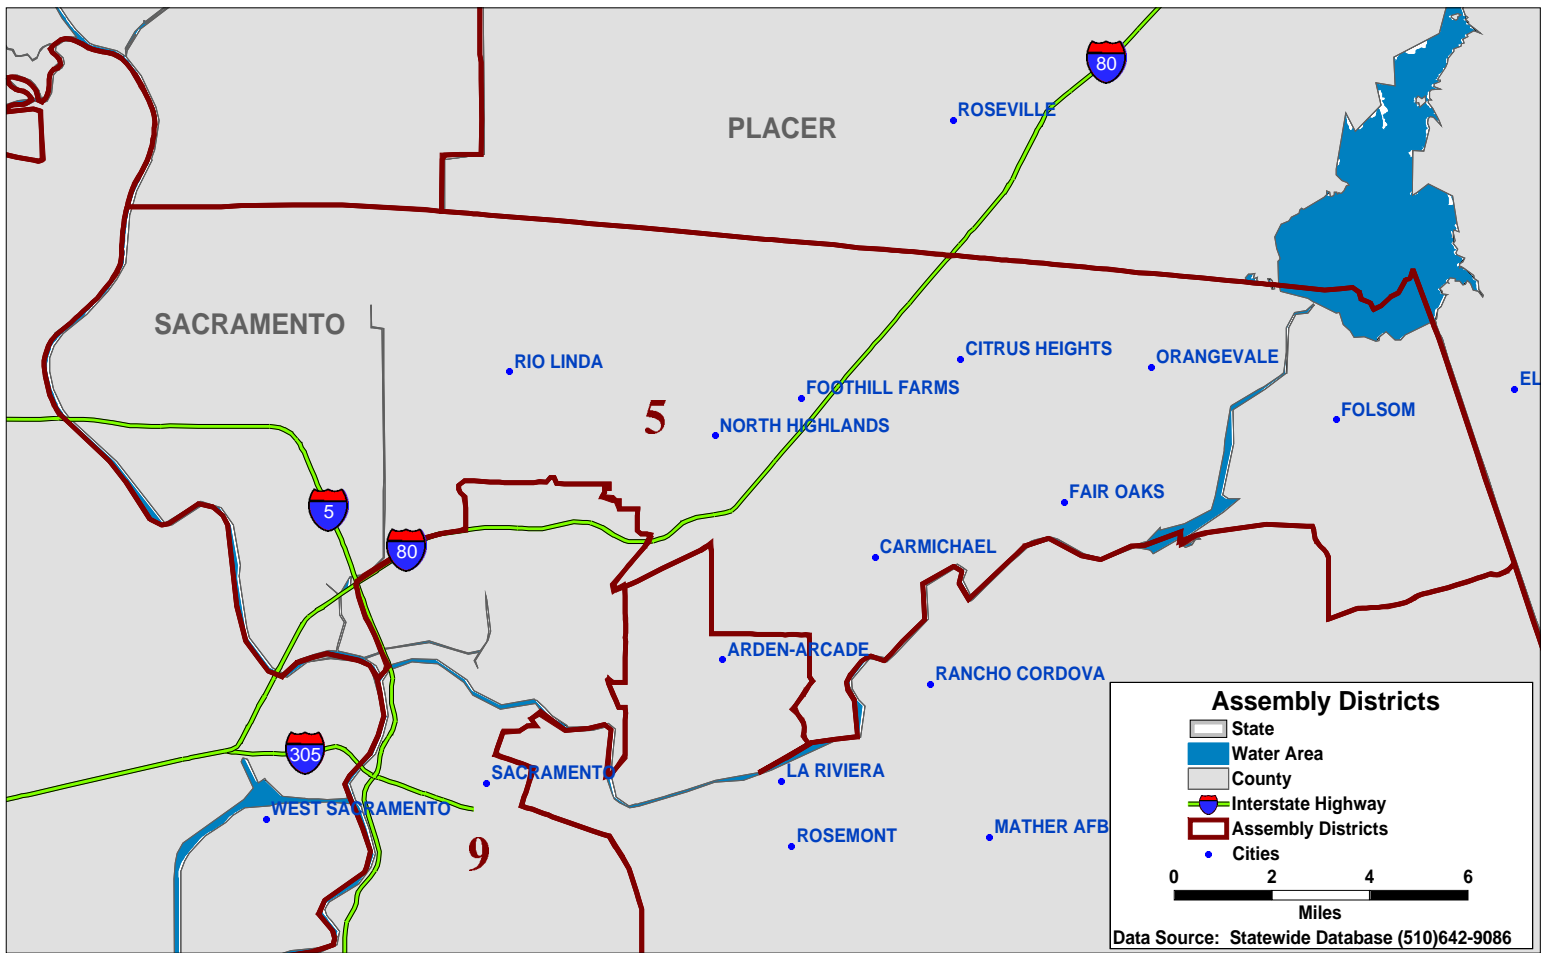 80
ROSEVILLE
PLACER
SACRAMENTO
RIO LINDA
CITRUS HEIGHTS
ORANGEVALE
EL
FOOTHILL FARMS
FOLSOM
5
NORTH HIGHLANDS
FAIR OAKS
5
80
CARMICHAEL
ARDEN-ARCADE
RANCHO CORDOVA
305
SACRAMENTO
LA RIVIERA
WEST SACRAMENTO
ROSEMONT
MATHER AFB
9
Assembly Districts
State
Water Area
County
Interstate Highway
Assembly Districts
Cities
0 2 4 6
Miles
Data Source: Statewide Database (510)642-9086